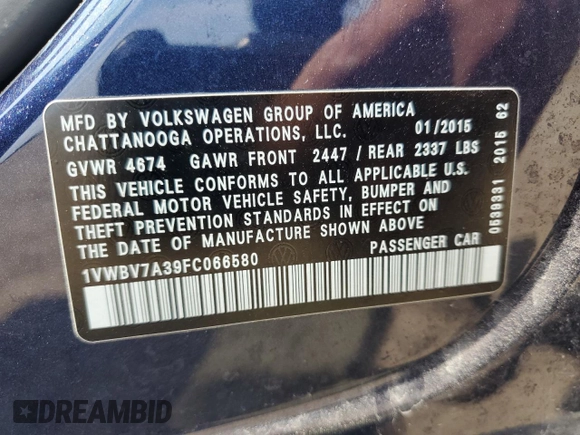 MFD BY VOLKSWAGEN GROUP OF AMERICA
CHATTANOOGA OPERATIONS, LLC. 01/2015
GVWR 4674 GAWR FRONT 2447 / REAR 2337 LBS
THIS VEHICLE CONFORMS TO ALL APPLICABLE U.S.
FEDERAL MOTOR VEHICLE SAFETY, BUMPER AND
THEFT PREVENTION STANDARDS IN EFFECT ON
THE DATE OF MANUFACTURE SHOWN ABOVE
1VWBV7A39FC066580 PASSENGER CAR
0639331 2015 62
DREAMBID